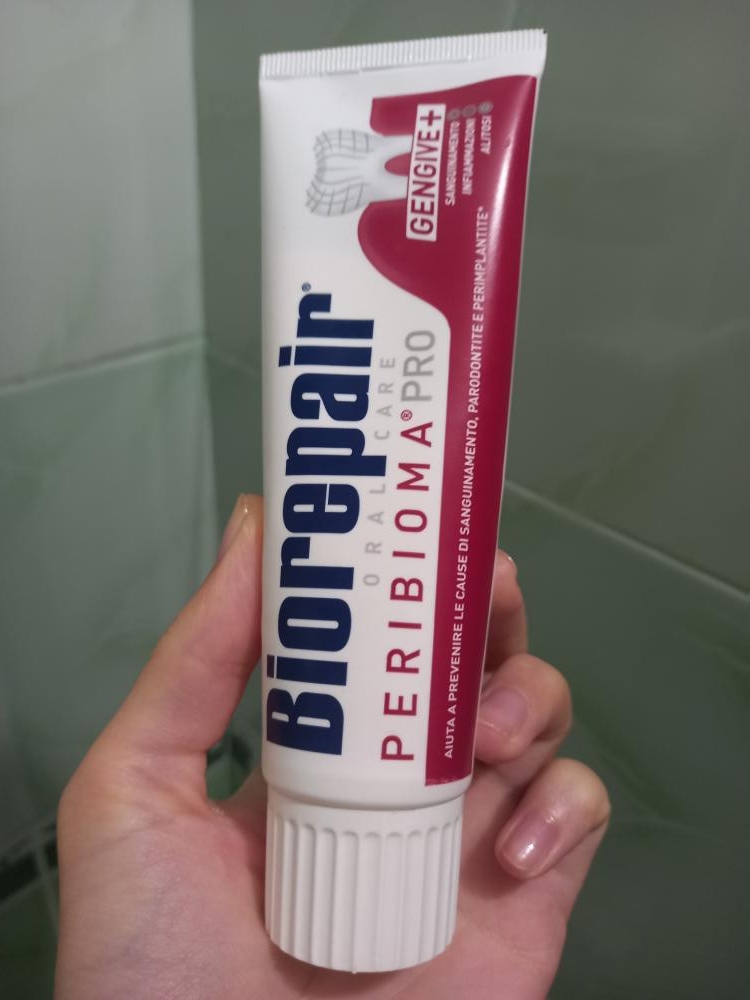 Biorepair®
ORAL CARE
PERIBIOMA® PRO
GENGIVE+
SANGUINAMENTO
INFIAMMAZIONI
ALITOSI
AIUTA A PREVENIRE LE CAUSE DI SANGUINAMENTO, PARODONTITE E PERIMPLANTITE*